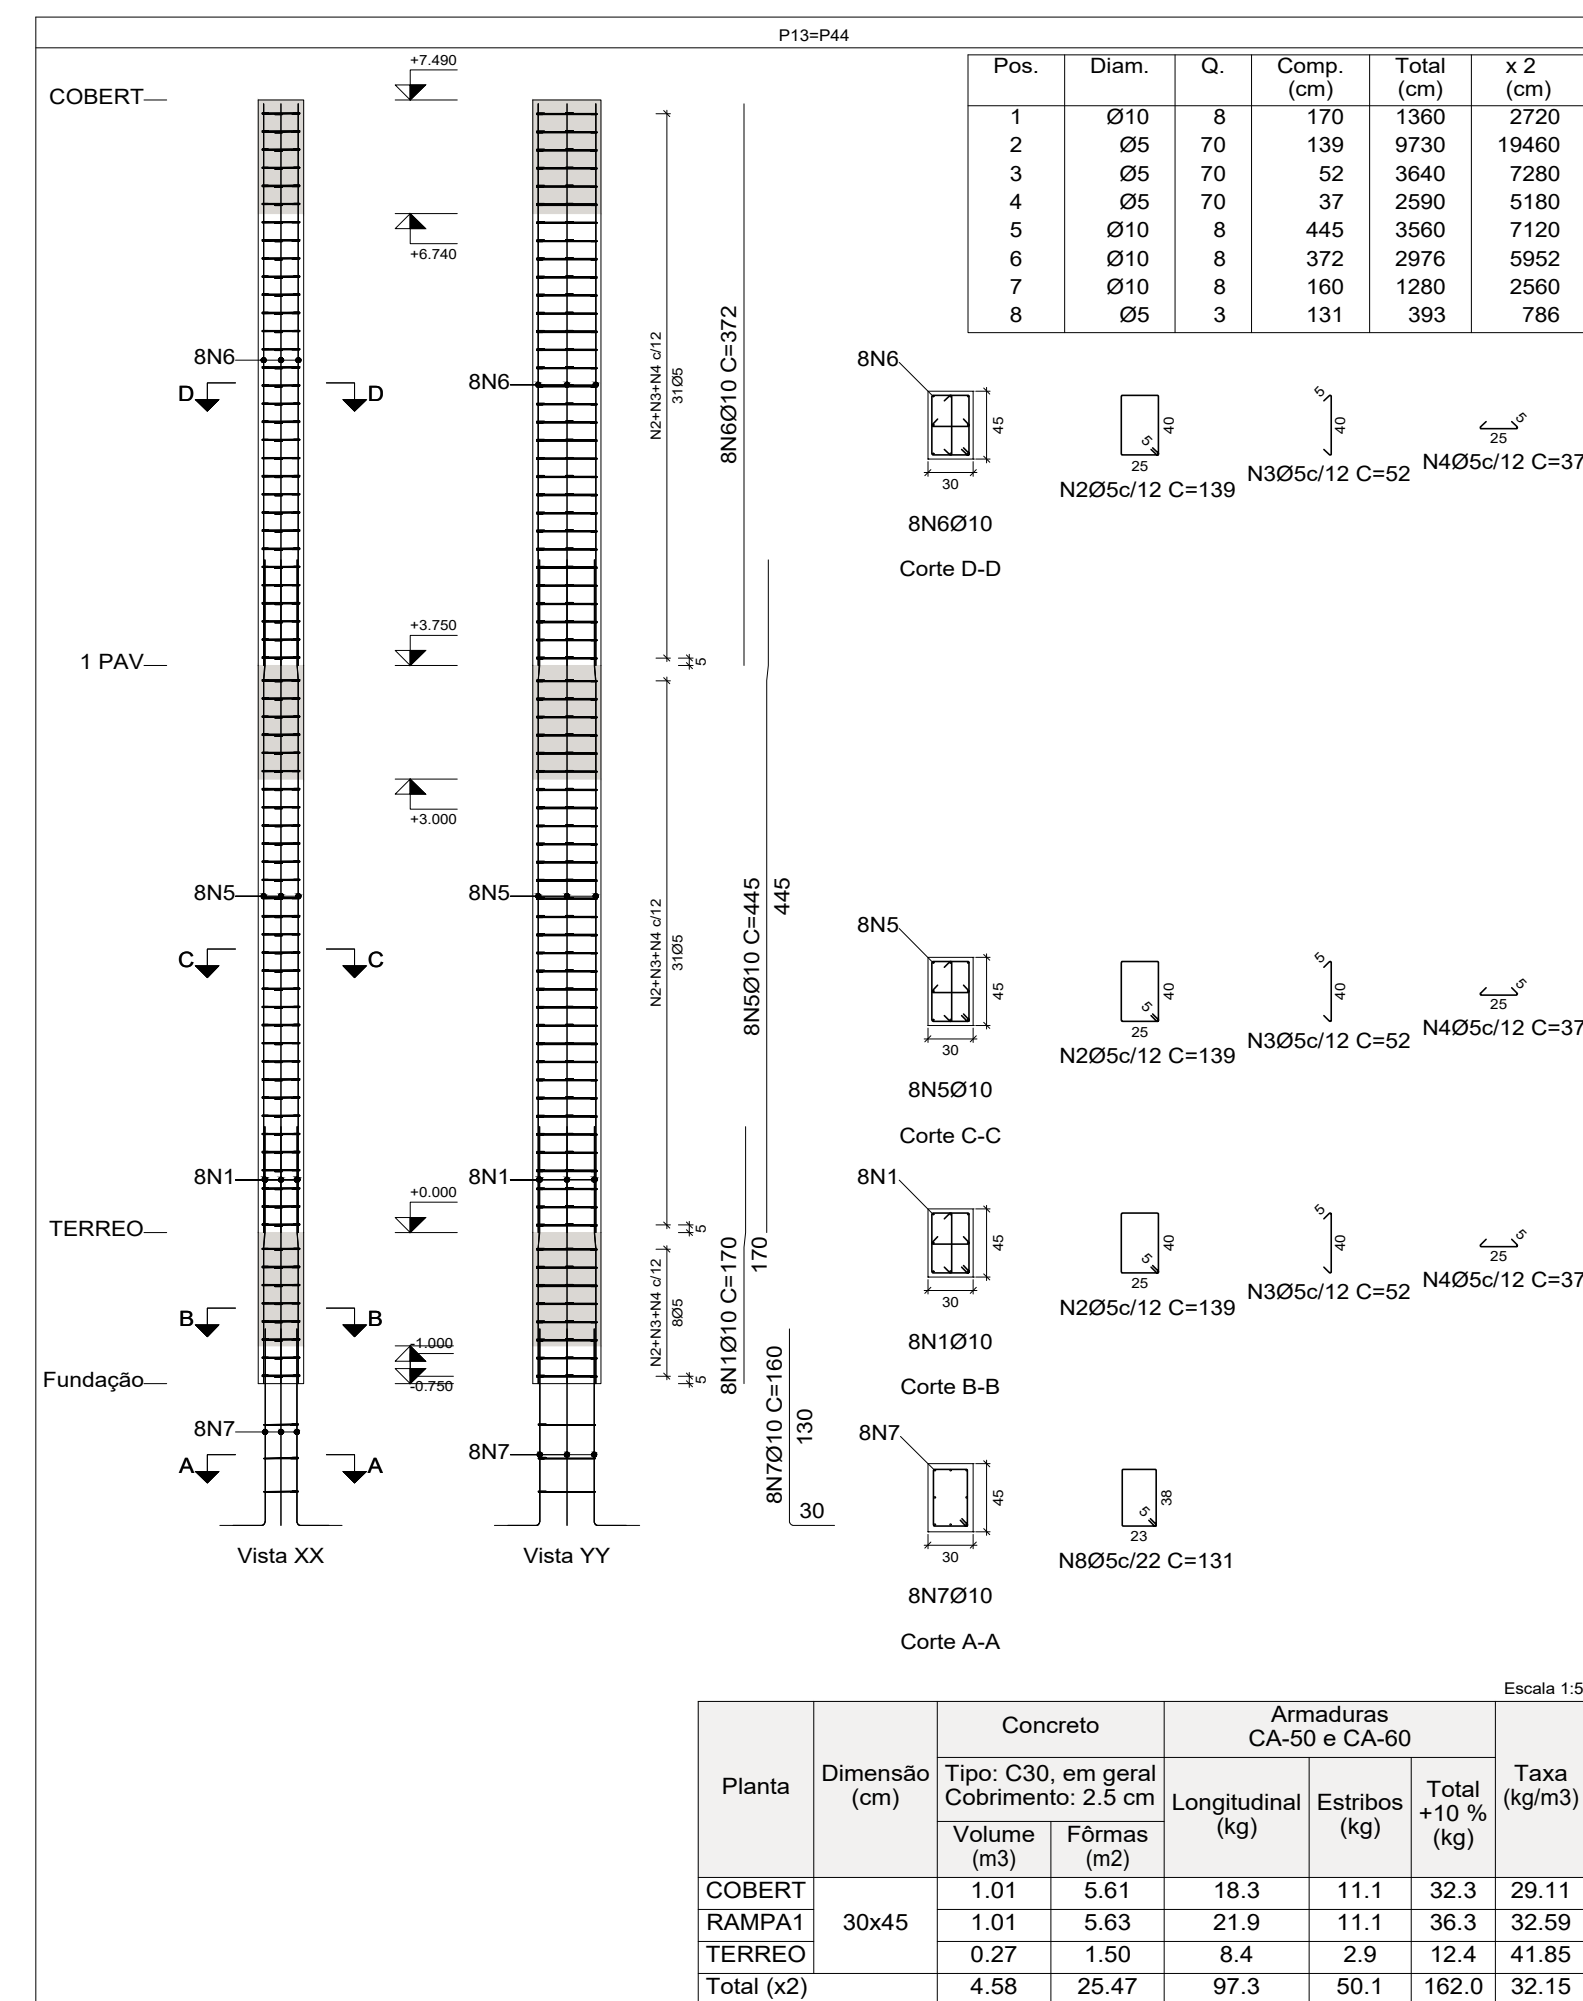 P13=P44
Pos. Diam. Q. Comp. (cm) Total (cm) x 2 (cm)
1 Ø10 8 170 1360 2720
2 Ø5 70 139 9730 19460
3 Ø5 70 52 3640 7280
4 Ø5 70 37 2590 5180
5 Ø10 8 445 3560 7120
6 Ø10 8 372 2976 5952
7 Ø10 8 160 1280 2560
8 Ø5 3 131 393 786
COBERT
+7.490
+6.740
8N6
D D
8N6
N2+N3+N4 c/12
31Ø5
8N6Ø10 C=372
8N6
45
30
8N6Ø10
Corte D-D
5
40
25
N2Ø5c/12 C=139
5
40
N3Ø5c/12 C=52
5
25
N4Ø5c/12 C=37
1 PAV
+3.750
5
+3.000
8N5
C C
8N5
N2+N3+N4 c/12
31Ø5
8N5Ø10 C=445
445
8N5
45
30
8N5Ø10
Corte C-C
5
40
25
N2Ø5c/12 C=139
5
40
N3Ø5c/12 C=52
5
25
N4Ø5c/12 C=37
8N1
8N1
TERREO
+0.000
5
B B
N2+N3+N4 c/12
8Ø5
8N1Ø10 C=170
170
8N1
45
30
8N1Ø10
Corte B-B
5
40
25
N2Ø5c/12 C=139
5
40
N3Ø5c/12 C=52
5
25
N4Ø5c/12 C=37
Fundação
-1.000
-0.750
5
8N7
A A
8N7
8N7Ø10 C=160
130
30
8N7
45
30
8N7Ø10
Corte A-A
5
38
23
N8Ø5c/22 C=131
Vista XX
Vista YY
Escala 1:5
Planta
Dimensão (cm)
Concreto
Tipo: C30, em geral
Cobrimento: 2.5 cm
Volume (m3)
Fôrmas (m2)
Armaduras
CA-50 e CA-60
Longitudinal (kg)
Estribos (kg)
Total +10 % (kg)
Taxa (kg/m3)
COBERT 1.01 5.61 18.3 11.1 32.3 29.11
RAMPA1 30x45 1.01 5.63 21.9 11.1 36.3 32.59
TERREO 0.27 1.50 8.4 2.9 12.4 41.85
Total (x2) 4.58 25.47 97.3 50.1 162.0 32.15